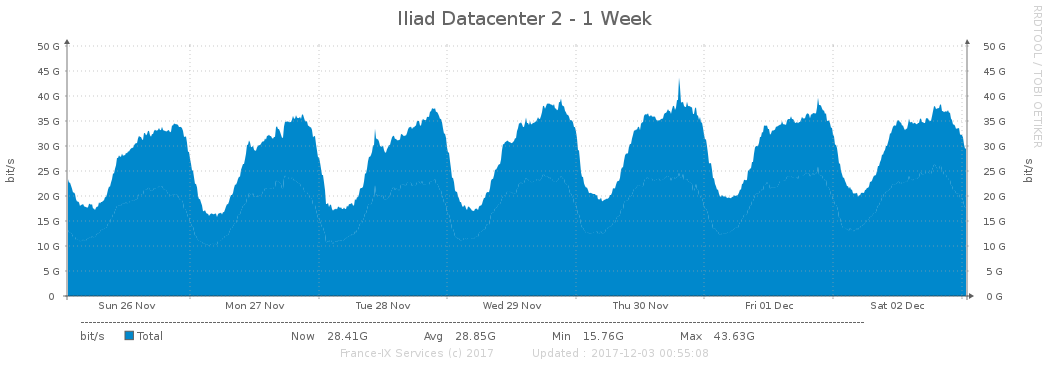 Iliad Datacenter 2 - 1 Week
RRDTOOL / TOBI OETIKER
bit/s
50 G 50 G
45 G 45 G
40 G 40 G
35 G 35 G
30 G 30 G
25 G 25 G
20 G 20 G
15 G 15 G
10 G 10 G
5 G 5 G
0 0 G
bit/s
Sun 26 Nov Mon 27 Nov Tue 28 Nov Wed 29 Nov Thu 30 Nov Fri 01 Dec Sat 02 Dec
bit/s Total Now 28.41G Avg 28.85G Min 15.76G Max 43.63G
France-IX Services (c) 2017 Updated : 2017-12-03 00:55:08